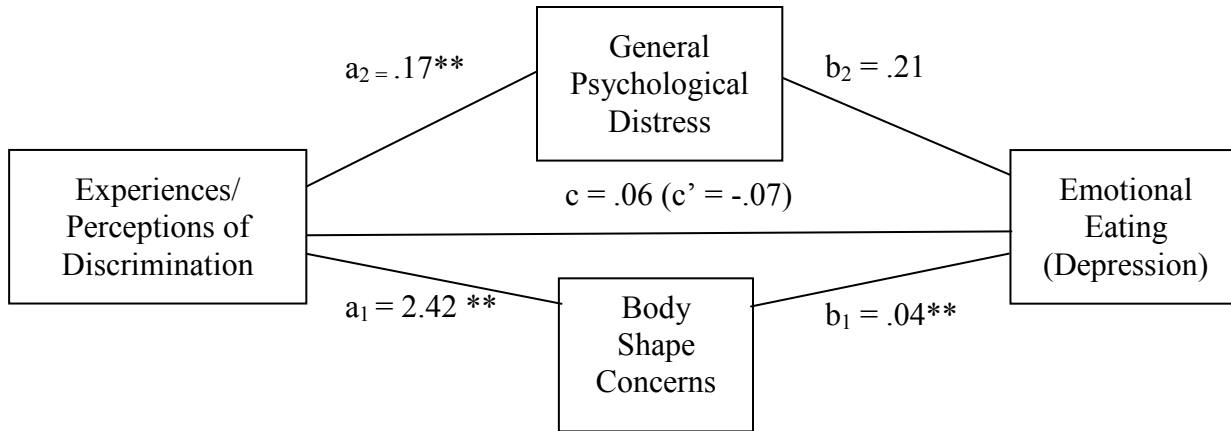 General
Psychological
Distress
a₂ = .17**
b₂ = .21
Experiences/
Perceptions of
Discrimination
c = .06 (c’ = -.07)
Emotional
Eating
(Depression)
a₁ = 2.42 **
b₁ = .04**
Body
Shape
Concerns